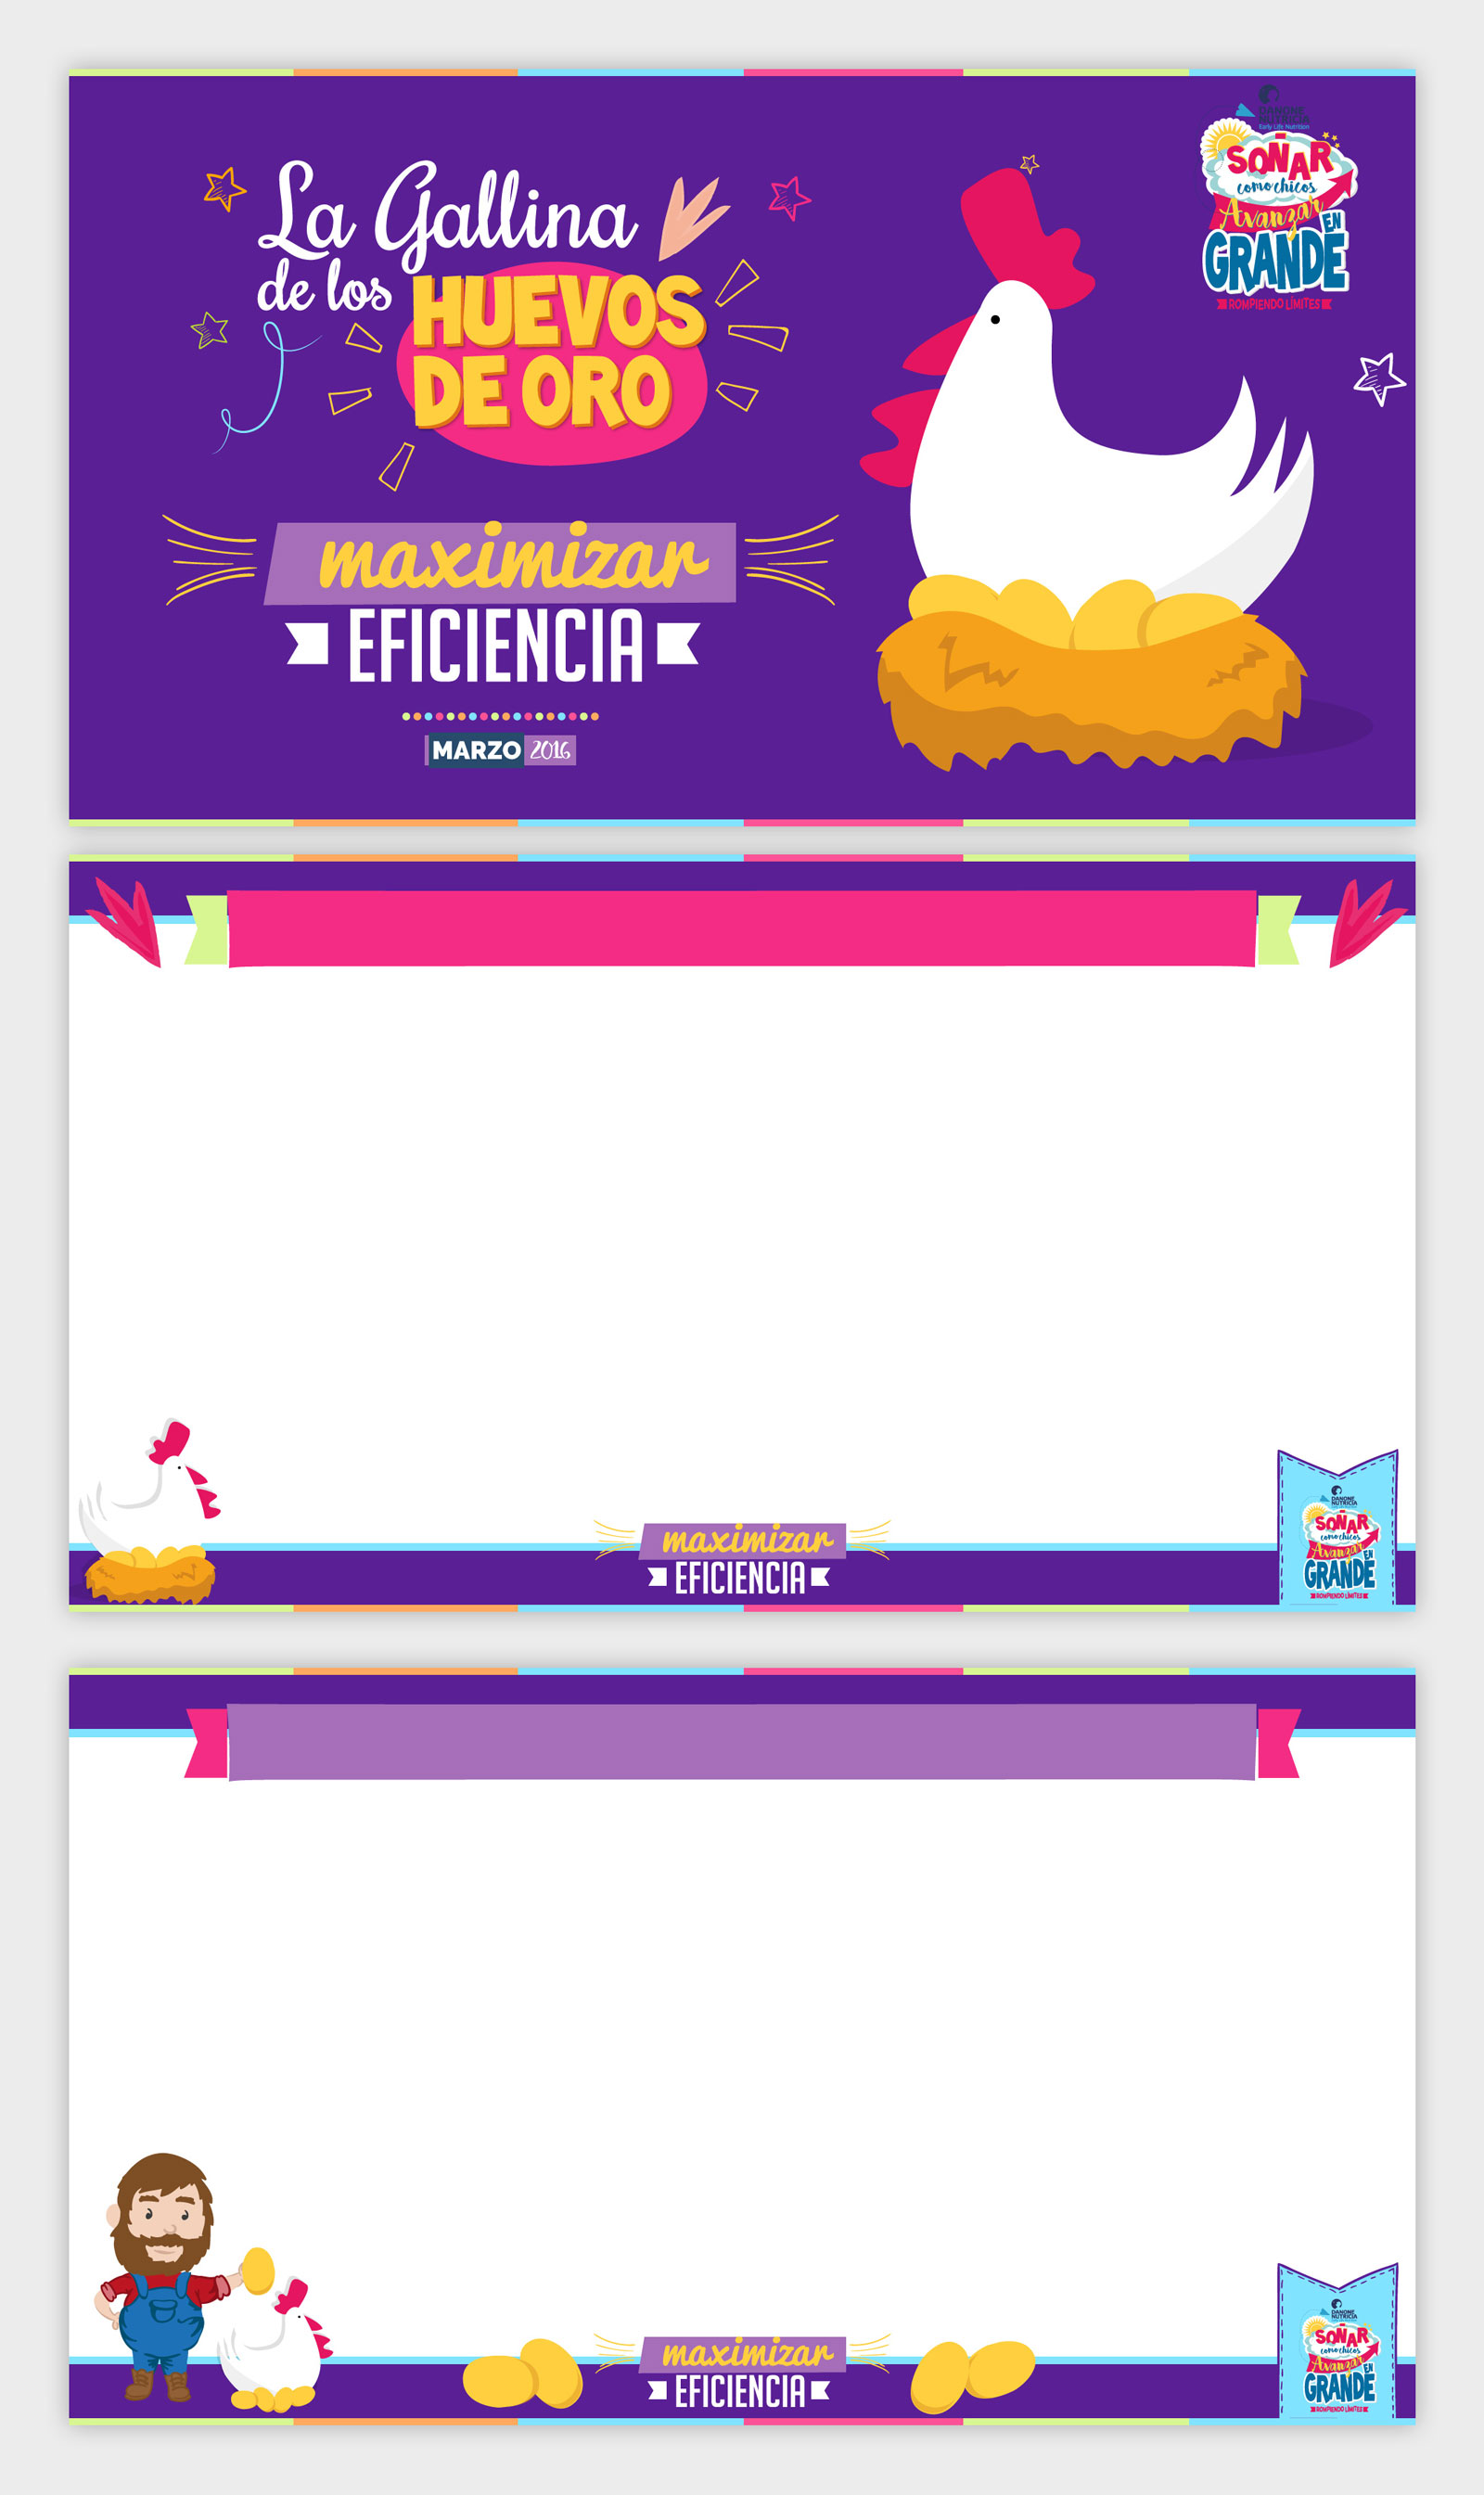 DANONE
NUTRICIA
Early Life Nutrition
SOÑAR
como chicos
Avanzar
EN
GRANDE
ROMPIENDO LÍMITES
La Gallina
de los HUEVOS
DE ORO
maximizar
EFICIENCIA
MARZO 2016
DANONE
NUTRICIA
SOÑAR
como chicos
Avanzar
EN
GRANDE
ROMPIENDO LÍMITES
maximizar
EFICIENCIA
DANONE
NUTRICIA
SOÑAR
como chicos
Avanzar
EN
GRANDE
ROMPIENDO LÍMITES
maximizar
EFICIENCIA